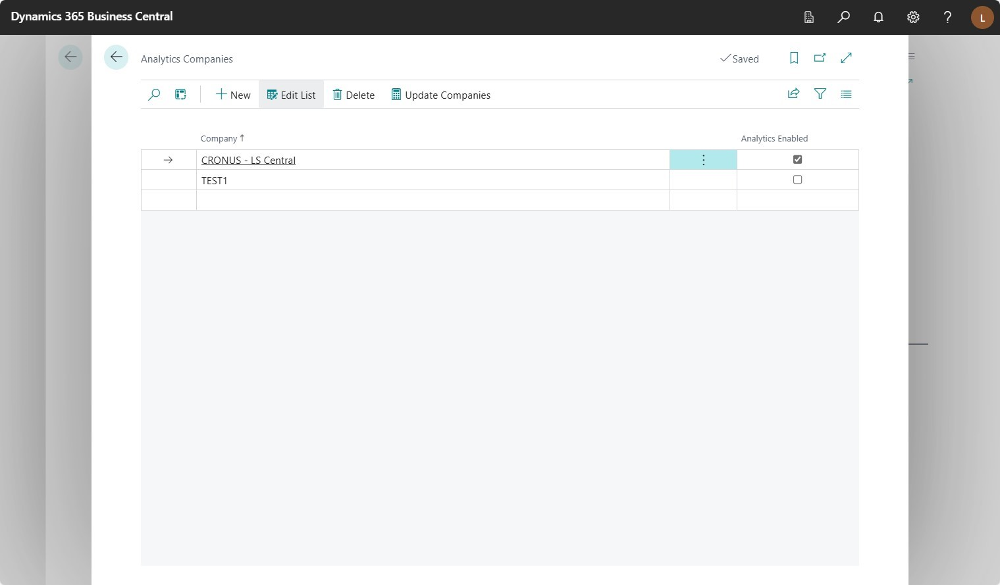 Dynamics 365 Business Central
L
Analytics Companies
Saved
New
Edit List
Delete
Update Companies
Company
Analytics Enabled
CRONUS - LS Central
TEST1